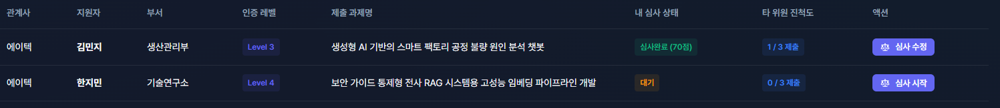 관계사 지원자 부서 인증 레벨 제출 과제명 내 심사 상태 타 위원 진척도 액션
에이텍 김민지 생산관리부 Level 3 생성형 AI 기반의 스마트 팩토리 공정 불량 원인 분석 챗봇 심사완료 (70점) 1 / 3 제출 심사 수정
에이텍 한지민 기술연구소 Level 4 보안 가이드 통제형 전사 RAG 시스템용 고성능 임베딩 파이프라인 개발 대기 0 / 3 제출 심사 시작